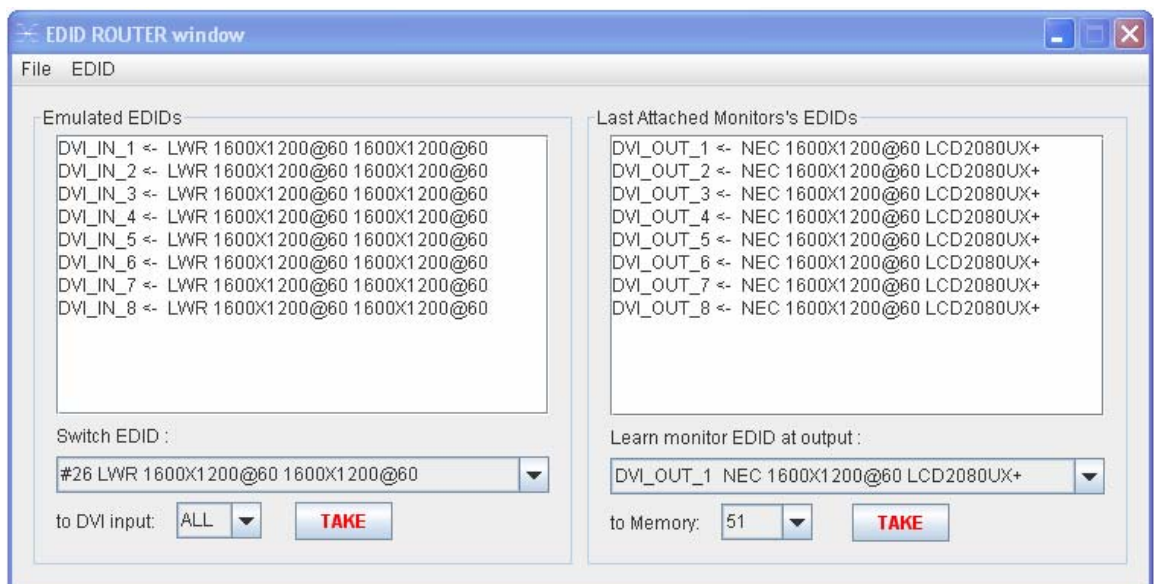 EDID ROUTER window
File EDID
Emulated EDIDs
DVI_IN_1 <- LWR 1600X1200@60 1600X1200@60
DVI_IN_2 <- LWR 1600X1200@60 1600X1200@60
DVI_IN_3 <- LWR 1600X1200@60 1600X1200@60
DVI_IN_4 <- LWR 1600X1200@60 1600X1200@60
DVI_IN_5 <- LWR 1600X1200@60 1600X1200@60
DVI_IN_6 <- LWR 1600X1200@60 1600X1200@60
DVI_IN_7 <- LWR 1600X1200@60 1600X1200@60
DVI_IN_8 <- LWR 1600X1200@60 1600X1200@60
Switch EDID :
#26 LWR 1600X1200@60 1600X1200@60
to DVI input: ALL TAKE
Last Attached Monitors's EDIDs
DVI_OUT_1 <- NEC 1600X1200@60 LCD2080UX+
DVI_OUT_2 <- NEC 1600X1200@60 LCD2080UX+
DVI_OUT_3 <- NEC 1600X1200@60 LCD2080UX+
DVI_OUT_4 <- NEC 1600X1200@60 LCD2080UX+
DVI_OUT_5 <- NEC 1600X1200@60 LCD2080UX+
DVI_OUT_6 <- NEC 1600X1200@60 LCD2080UX+
DVI_OUT_7 <- NEC 1600X1200@60 LCD2080UX+
DVI_OUT_8 <- NEC 1600X1200@60 LCD2080UX+
Learn monitor EDID at output :
DVI_OUT_1 NEC 1600X1200@60 LCD2080UX+
to Memory: 51 TAKE